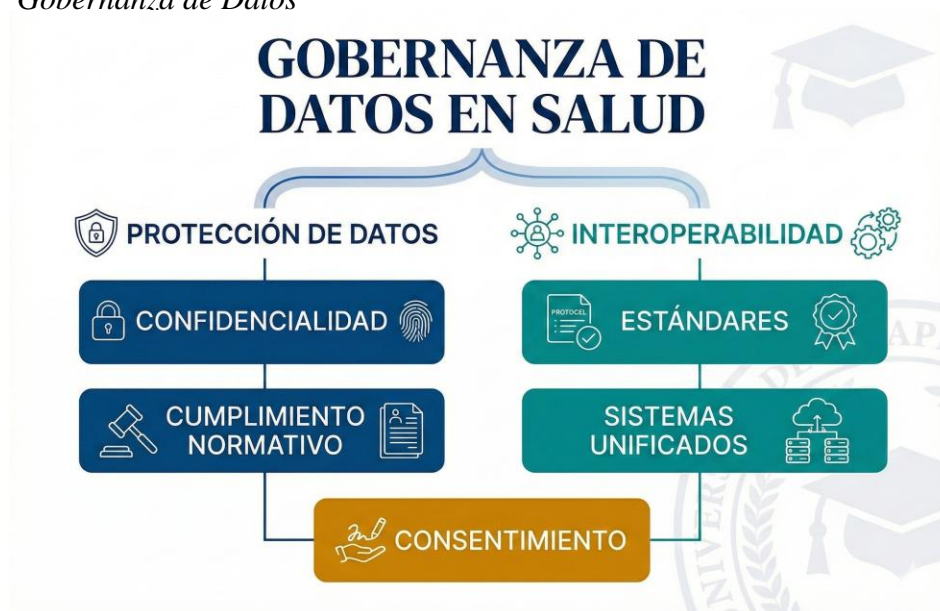 Gobernanza de Datos
GOBERNANZA DE
DATOS EN SALUD
PROTECCIÓN DE DATOS
INTEROPERABILIDAD
CONFIDENCIALIDAD
PROTOCEL
ESTÁNDARES
CUMPLIMIENTO
NORMATIVO
SISTEMAS
UNIFICADOS
CONSENTIMIENTO